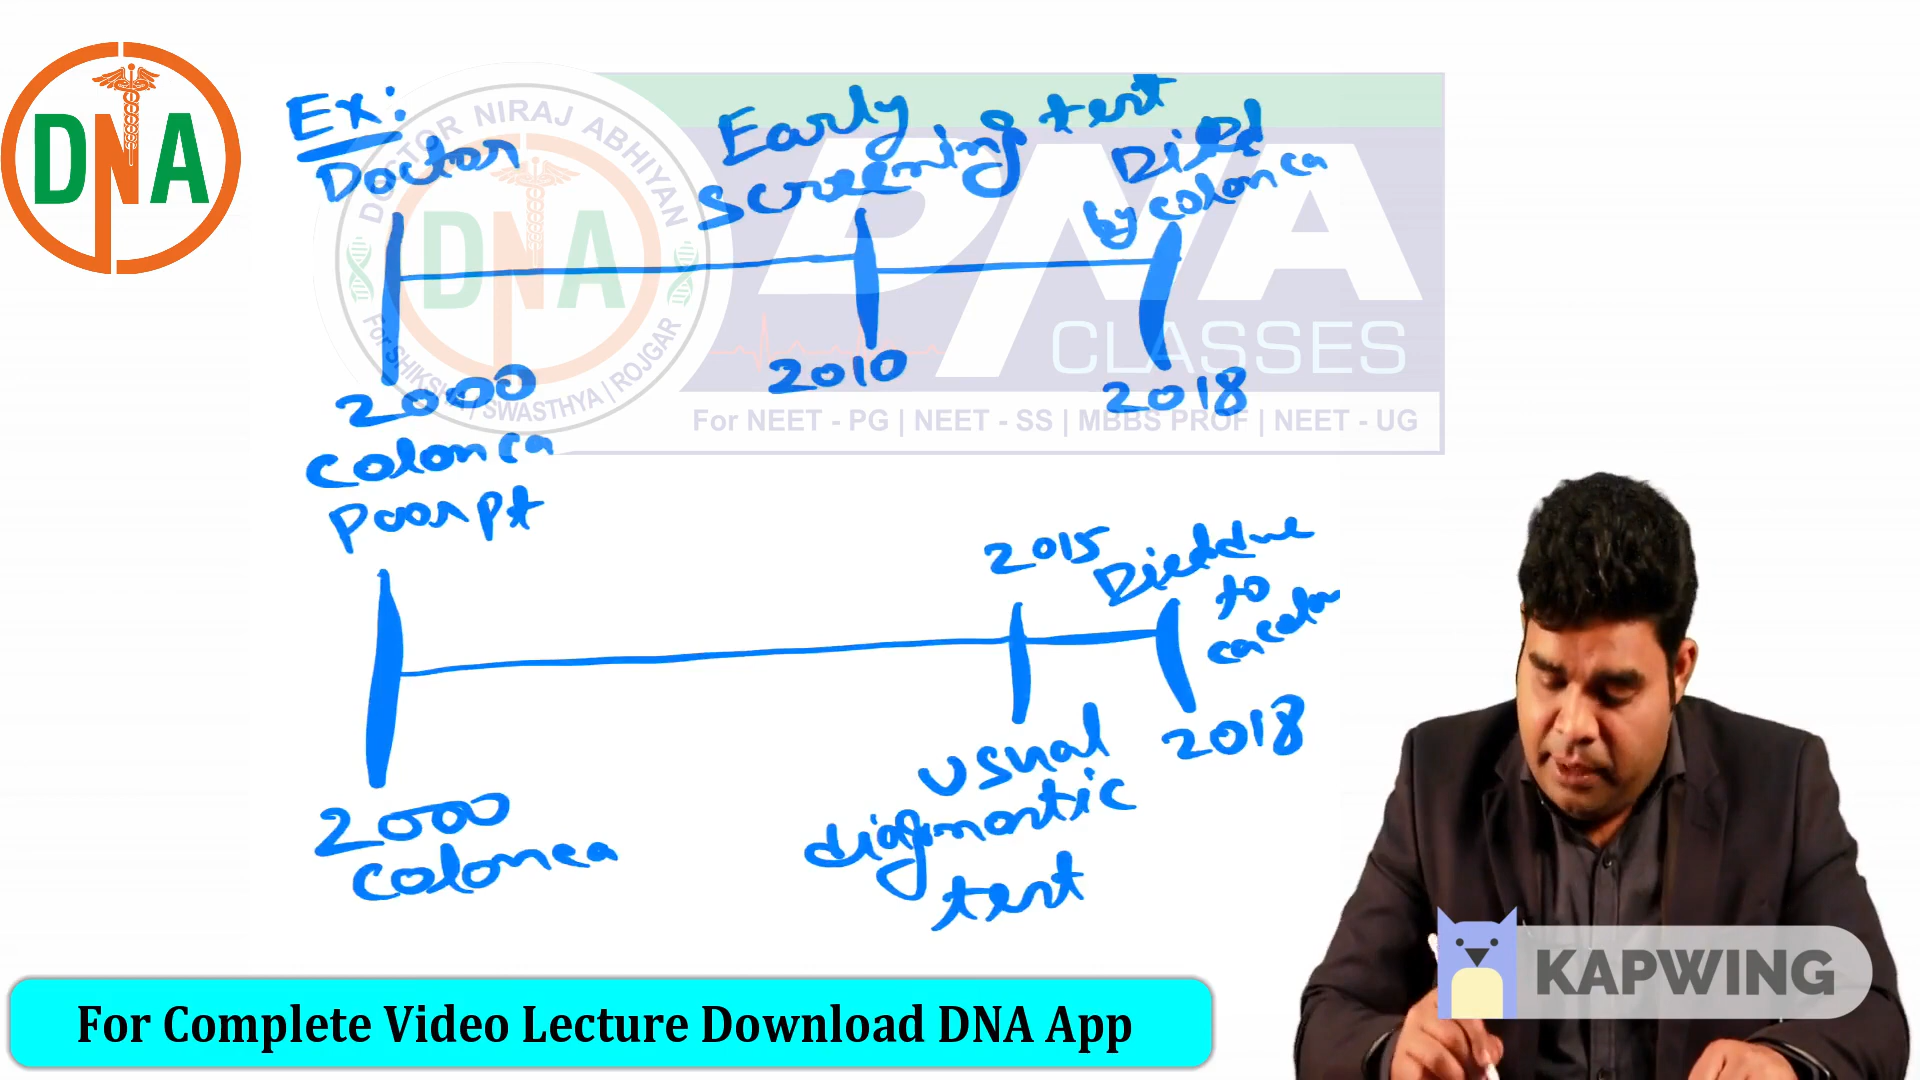 DNA
Ex:
Doctor
Early
screening test
Died
by colon ca
2000
2010
2018
colon ca
Poor pt
2015
Died due
to
ca colon
2018
2000
colon ca
usual
diagnostic
test
DOCTOR NIRAJ ABHIYAN
DNA
For SHIKSHA | SWASTHYA | ROJGAR
DNA
CLASSES
For NEET - PG | NEET - SS | MBBS PROF | NEET - UG
KAPWING
For Complete Video Lecture Download DNA App